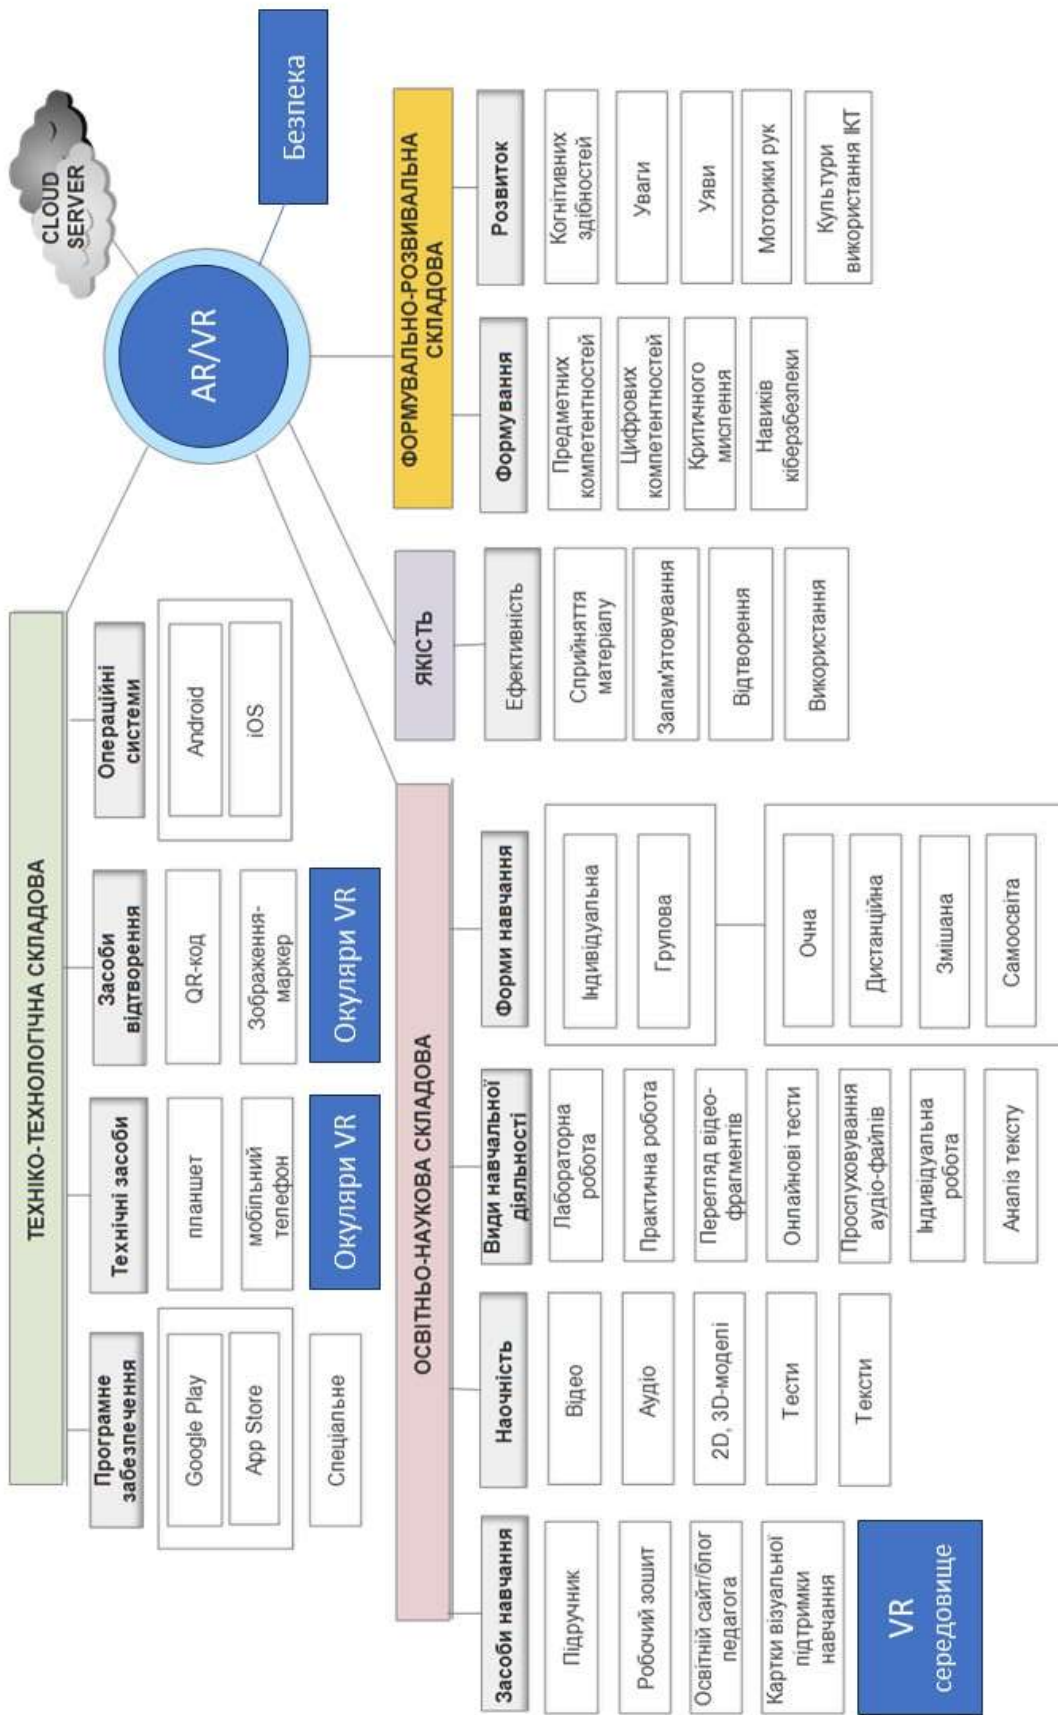 CLOUD
SERVER
AR/VR
Безпека
ТЕХНІКО-ТЕХНОЛОГІЧНА СКЛАДОВА
Програмне
забезпечення
Google Play
App Store
Спеціальне
Технічні засоби
планшет
мобільний
телефон
Окуляри VR
Засоби
відтворення
QR-код
Зображення-
маркер
Окуляри VR
Операційні
системи
Android
iOS
ОСВІТНЬО-НАУКОВА СКЛАДОВА
Засоби навчання
Підручник
Робочий зошит
Освітній сайт/блог
педагога
Картки візуальної
підтримки
навчання
VR
середовище
Наочність
Відео
Аудіо
2D, 3D-моделі
Тести
Тексти
Види навчальної
діяльності
Лабораторна
робота
Практична робота
Перегляд відео-
фрагментів
Онлайнові тести
Прослуховування
аудіо-файлів
Індивідуальна
робота
Аналіз тексту
Форми навчання
Індивідуальна
Групова
Очна
Дистанційна
Змішана
Самоосвіта
ЯКІСТЬ
Ефективність
Сприйняття
матеріалу
Запам'ятовування
Відтворення
Використання
ФОРМУВАЛЬНО-РОЗВИВАЛЬНА
СКЛАДОВА
Формування
Предметних
компетентностей
Цифрових
компетентностей
Критичного
мислення
Навиків
кіберзбезпеки
Розвиток
Когнітивних
здібностей
Уваги
Уяви
Моторики рук
Культури
використання ІКТ